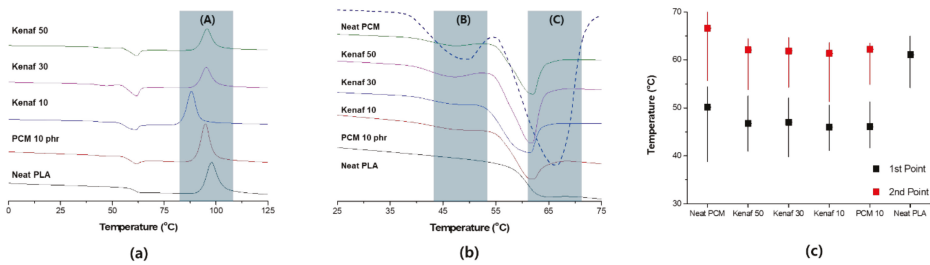 (A)
Kenaf 50
Kenaf 30
Kenaf 10
PCM 10 phr
Neat PLA
0 25 50 75 100 125
Temperature (°C)
(a)
(B) (C)
Neat PCM
Kenaf 50
Kenaf 30
Kenaf 10
PCM 10 phr
Neat PLA
25 35 45 55 65 75
Temperature (°C)
(b)
Temperature (°C)
70
60
50
40
30
1st Point
2nd Point
Neat PCM Kenaf 50 Kenaf 30 Kenaf 10 PCM 10 Neat PLA
(c)